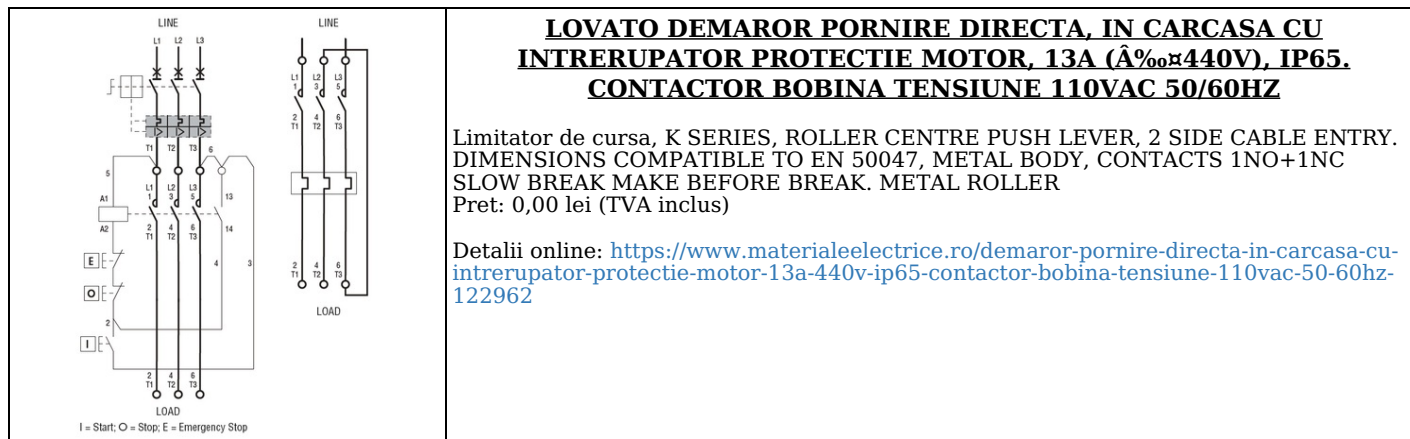 LINE
L1 L2 L3
T1 T2 T3 6
5
A1
A2
L1 L2 L3
1 3 5 13
2 4 6 14
T1 T2 T3
E
4 3
O
2
I
2 4 6
T1 T2 T3
LOAD
I = Start; O = Stop; E = Emergency Stop
LINE
L1 L2 L3
1 3 5
2 4 6
T1 T2 T3
2 4 6
T1 T2 T3
LOAD
LOVATO DEMAROR PORNIRE DIRECTA, IN CARCASA CU
INTRERUPATOR PROTECTIE MOTOR, 13A (Â‰¤440V), IP65.
CONTACTOR BOBINA TENSIUNE 110VAC 50/60HZ
Limitator de cursa, K SERIES, ROLLER CENTRE PUSH LEVER, 2 SIDE CABLE ENTRY.
DIMENSIONS COMPATIBLE TO EN 50047, METAL BODY, CONTACTS 1NO+1NC
SLOW BREAK MAKE BEFORE BREAK. METAL ROLLER
Pret: 0,00 lei (TVA inclus)
Detalii online: https://www.materialeelectrice.ro/demaror-pornire-directa-in-carcasa-cu-
intrerupator-protectie-motor-13a-440v-ip65-contactor-bobina-tensiune-110vac-50-60hz-
122962